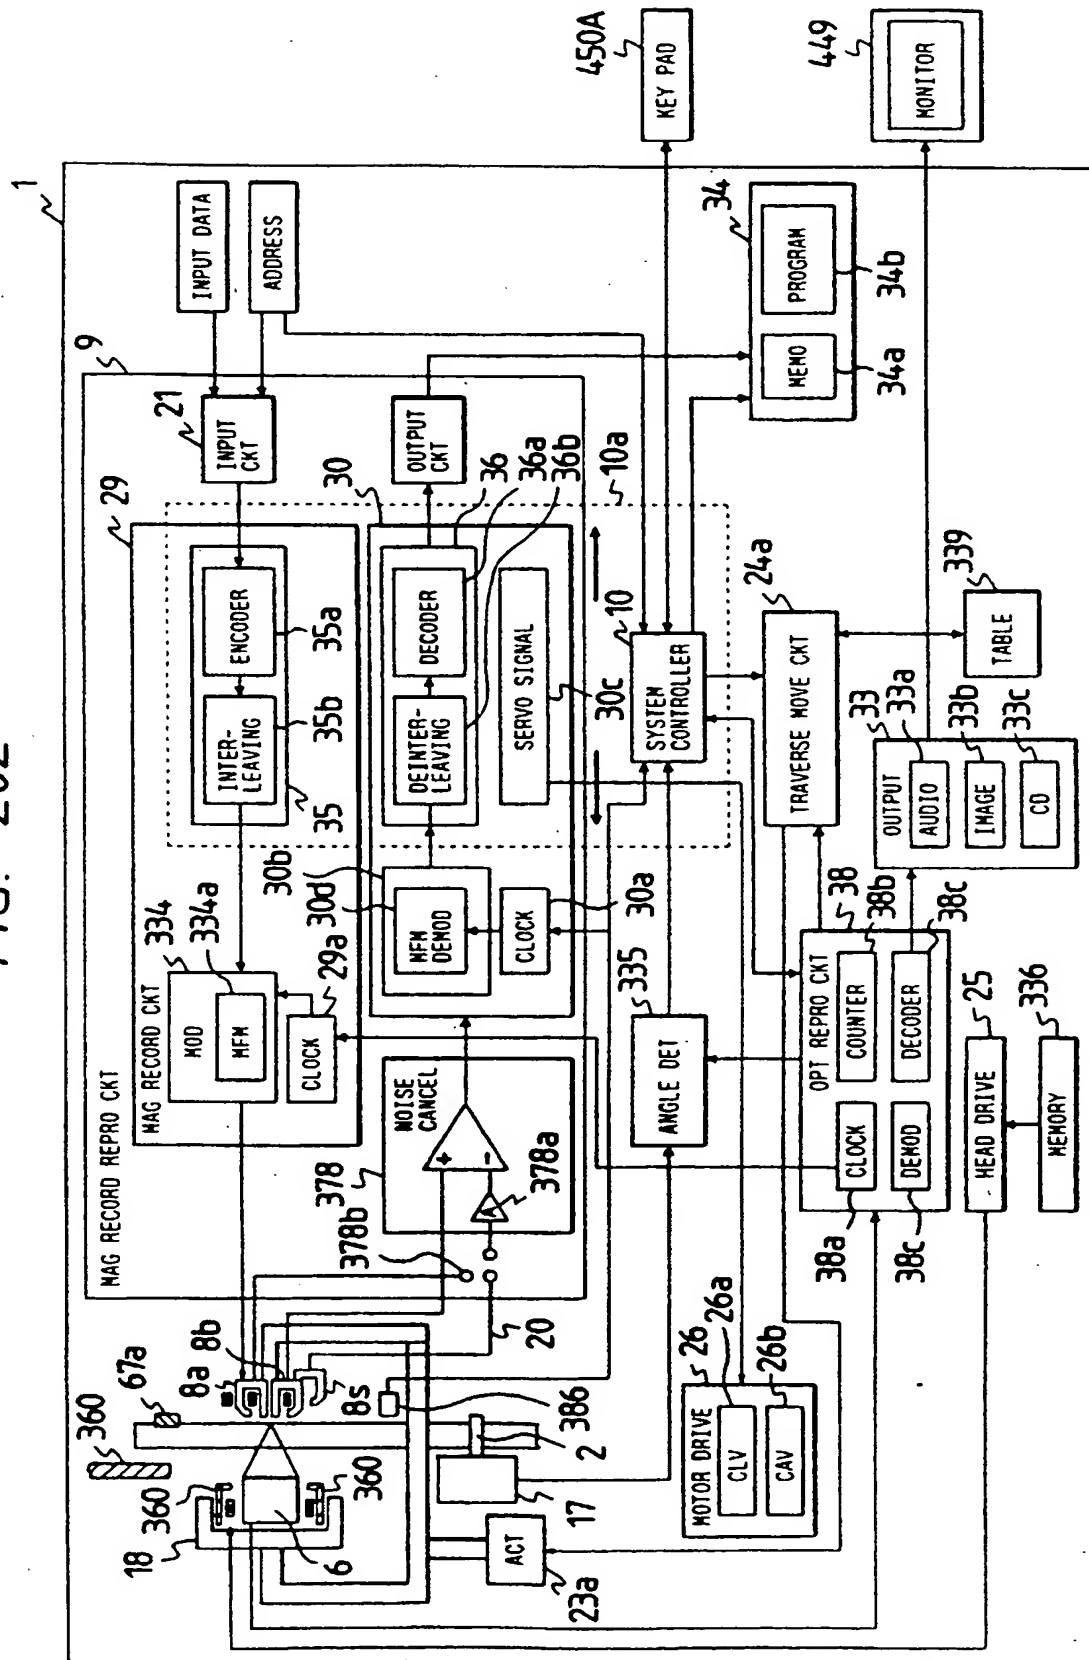 FIG. 202
1
INPUT DATA
ADDRESS
450A
KEY PAD
449
MONITOR
9
MAG RECORD REPRO CKT
29
MAG RECORD CKT
21
INPUT CKT
334
MOD
334a
MFM
29a
CLOCK
35
35b
INTER-
LEAVING
35a
ENCODER
30
OUTPUT CKT
36
36a
36b
DECODER
DEINTER-
LEAVING
SERVO SIGNAL
30c
30b
30d
MFM
DEMOD
CLOCK
30a
10a
378
NOISE
CANCEL
+
-
A
378a
378b
20
34
MEMO
34a
PROGRAM
34b
10
SYSTEM
CONTROLLER
24a
TRAVERSE MOVE CKT
339
TABLE
335
ANGLE DET
33
OUTPUT
33a
AUDIO
33b
IMAGE
33c
CD
38
OPT REPRO CKT
38b
COUNTER
38c
DECODER
38a
CLOCK
38c
DEMOD
25
HEAD DRIVE
336
MEMORY
26
MOTOR DRIVE
26a
CLV
26b
CAV
67a
8a
8b
8s
386
360
360
360
18
6
2
17
ACT
23a